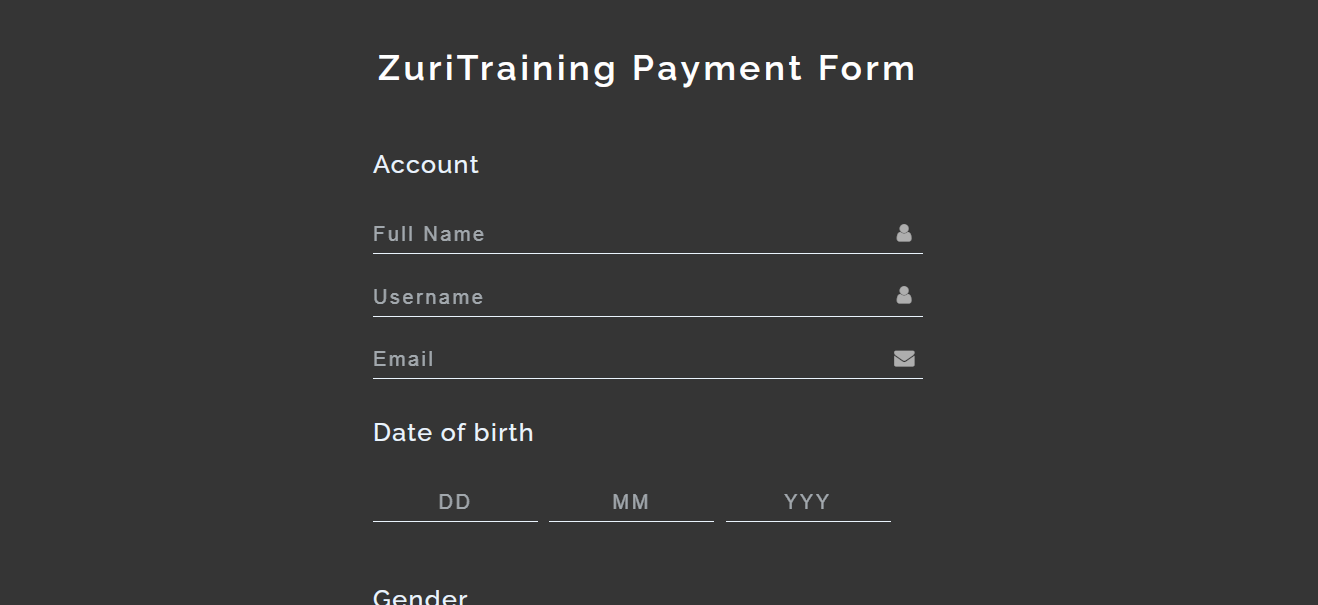 ZuriTraining Payment Form
Account
Full Name
Username
Email
Date of birth
DD MM YYY
Gender